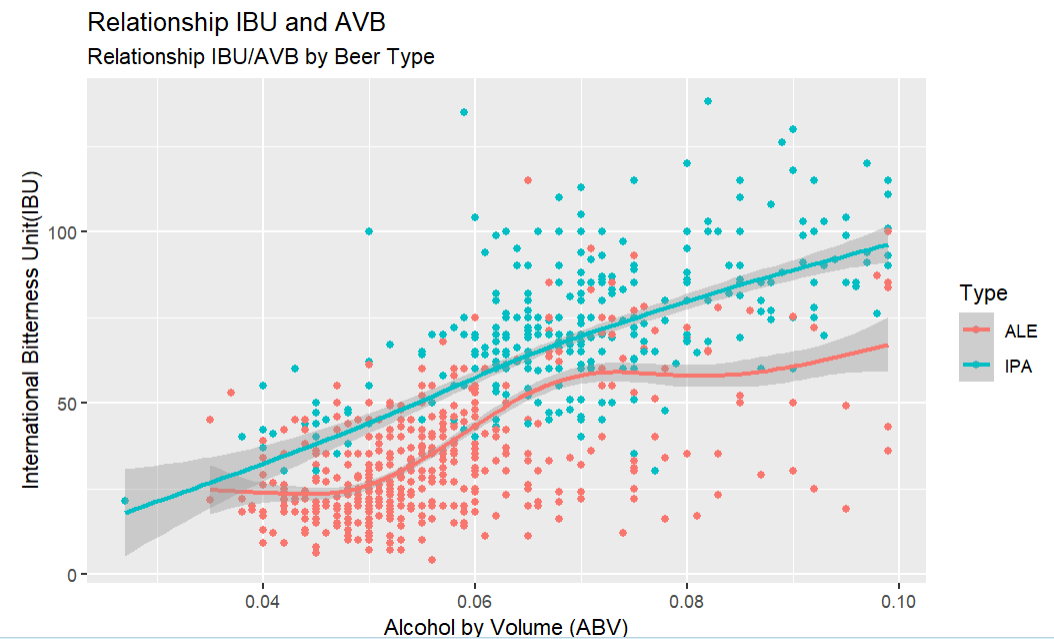 Relationship IBU and AVB
Relationship IBU/AVB by Beer Type
International Bitterness Unit(IBU)
100
50
0
0.04
0.06
0.08
0.10
Alcohol by Volume (ABV)
Type
ALE
IPA